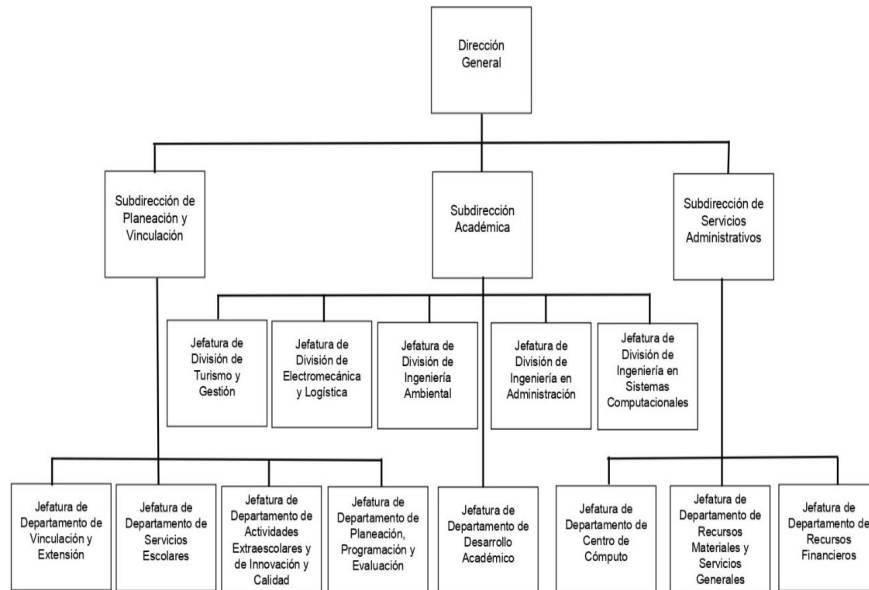 Dirección
General
Subdirección de
Planeación y
Vinculación
Subdirección
Académica
Subdirección de
Servicios
Administrativos
Jefatura de
División de
Turismo y
Gestión
Jefatura de
División de
Electromecánica
y Logística
Jefatura de
División de
Ingeniería
Ambiental
Jefatura de
División de
Ingeniería en
Administración
Jefatura de
División de
Ingeniería en
Sistemas
Computacionales
Jefatura de
Departamento de
Vinculación y
Extensión
Jefatura de
Departamento de
Servicios
Escolares
Jefatura de
Departamento de
Actividades
Extraescolares y
de Innovación y
Calidad
Jefatura de
Departamento de
Planeación,
Programación y
Evaluación
Jefatura de
Departamento de
Desarrollo
Académico
Jefatura de
Departamento de
Centro de
Cómputo
Jefatura de
Departamento de
Recursos
Materiales y
Servicios
Generales
Jefatura de
Departamento de
Recursos
Financieros